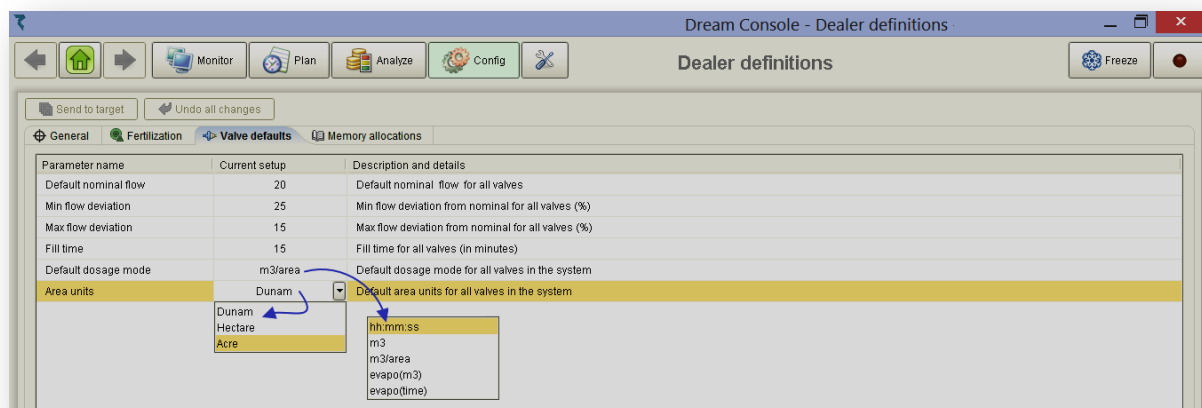 Dream Console - Dealer definitions
Monitor Plan Analyze Config Dealer definitions Freeze
Send to target Undo all changes
General Fertilization Valve defaults Memory allocations
Parameter name Current setup Description and details
Default nominal flow 20 Default nominal flow for all valves
Min flow deviation 25 Min flow deviation from nominal for all valves (%)
Max flow deviation 15 Max flow deviation from nominal for all valves (%)
Fill time 15 Fill time for all valves (in minutes)
Default dosage mode m3/area Default dosage mode for all valves in the system
Area units Dunam Default area units for all valves in the system
Dunam
Hectare
Acre
hh:mm:ss
m3
m3/area
evapo(m3)
evapo(time)